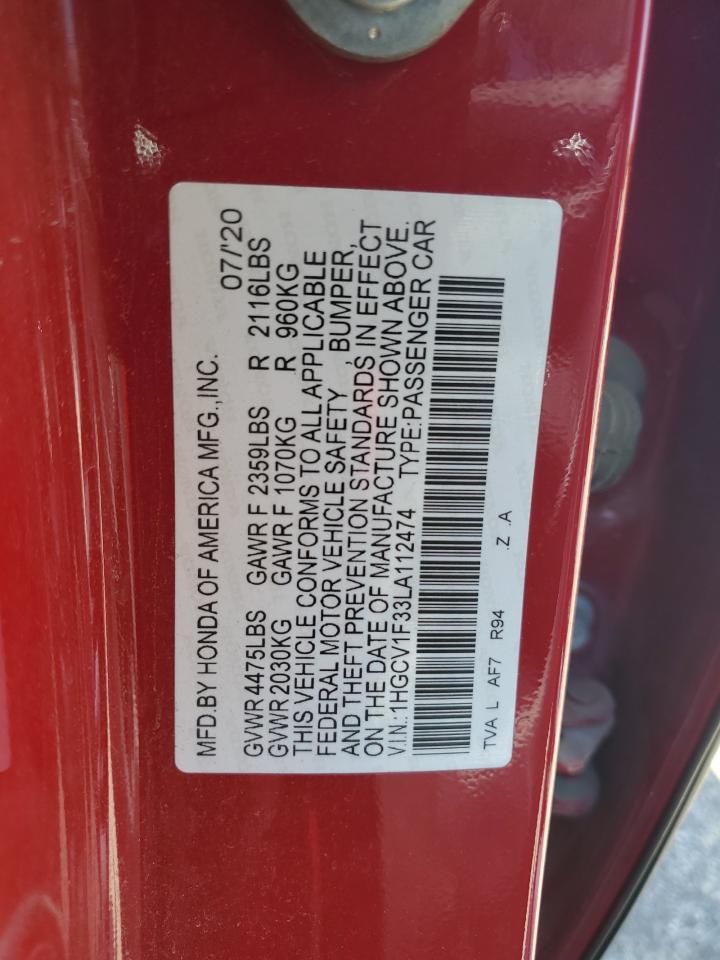 MFD.BY HONDA OF AMERICA MFG.,INC. 07/'20
GVWR 4475LBS GAWR F 2359LBS R 2116LBS
GVWR 2030KG GAWR F 1070KG R 960KG
THIS VEHICLE CONFORMS TO ALL APPLICABLE
FEDERAL MOTOR VEHICLE SAFETY , BUMPER,
AND THEFT PREVENTION STANDARDS IN EFFECT
ON THE DATE OF MANUFACTURE SHOWN ABOVE.
V.IN.:1HGCV1F33LA112474 TYPE:PASSENGER CAR
TVA L AF7 R94 .Z .A